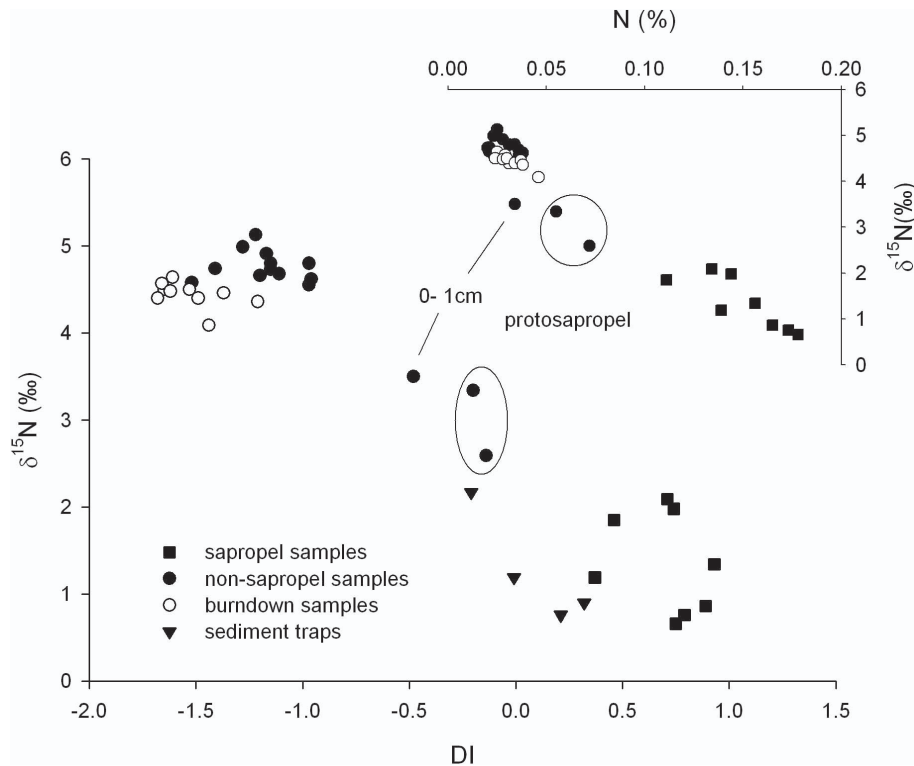 N (%)
0.00 0.05 0.10 0.15 0.20
6
5
4
3
2
1
0
δ15N(‰)
0- 1cm
protosapropel
6
5
4
3
2
1
0
δ15N (‰)
sapropel samples
non-sapropel samples
burndown samples
sediment traps
-2.0 -1.5 -1.0 -0.5 0.0 0.5 1.0 1.5
DI